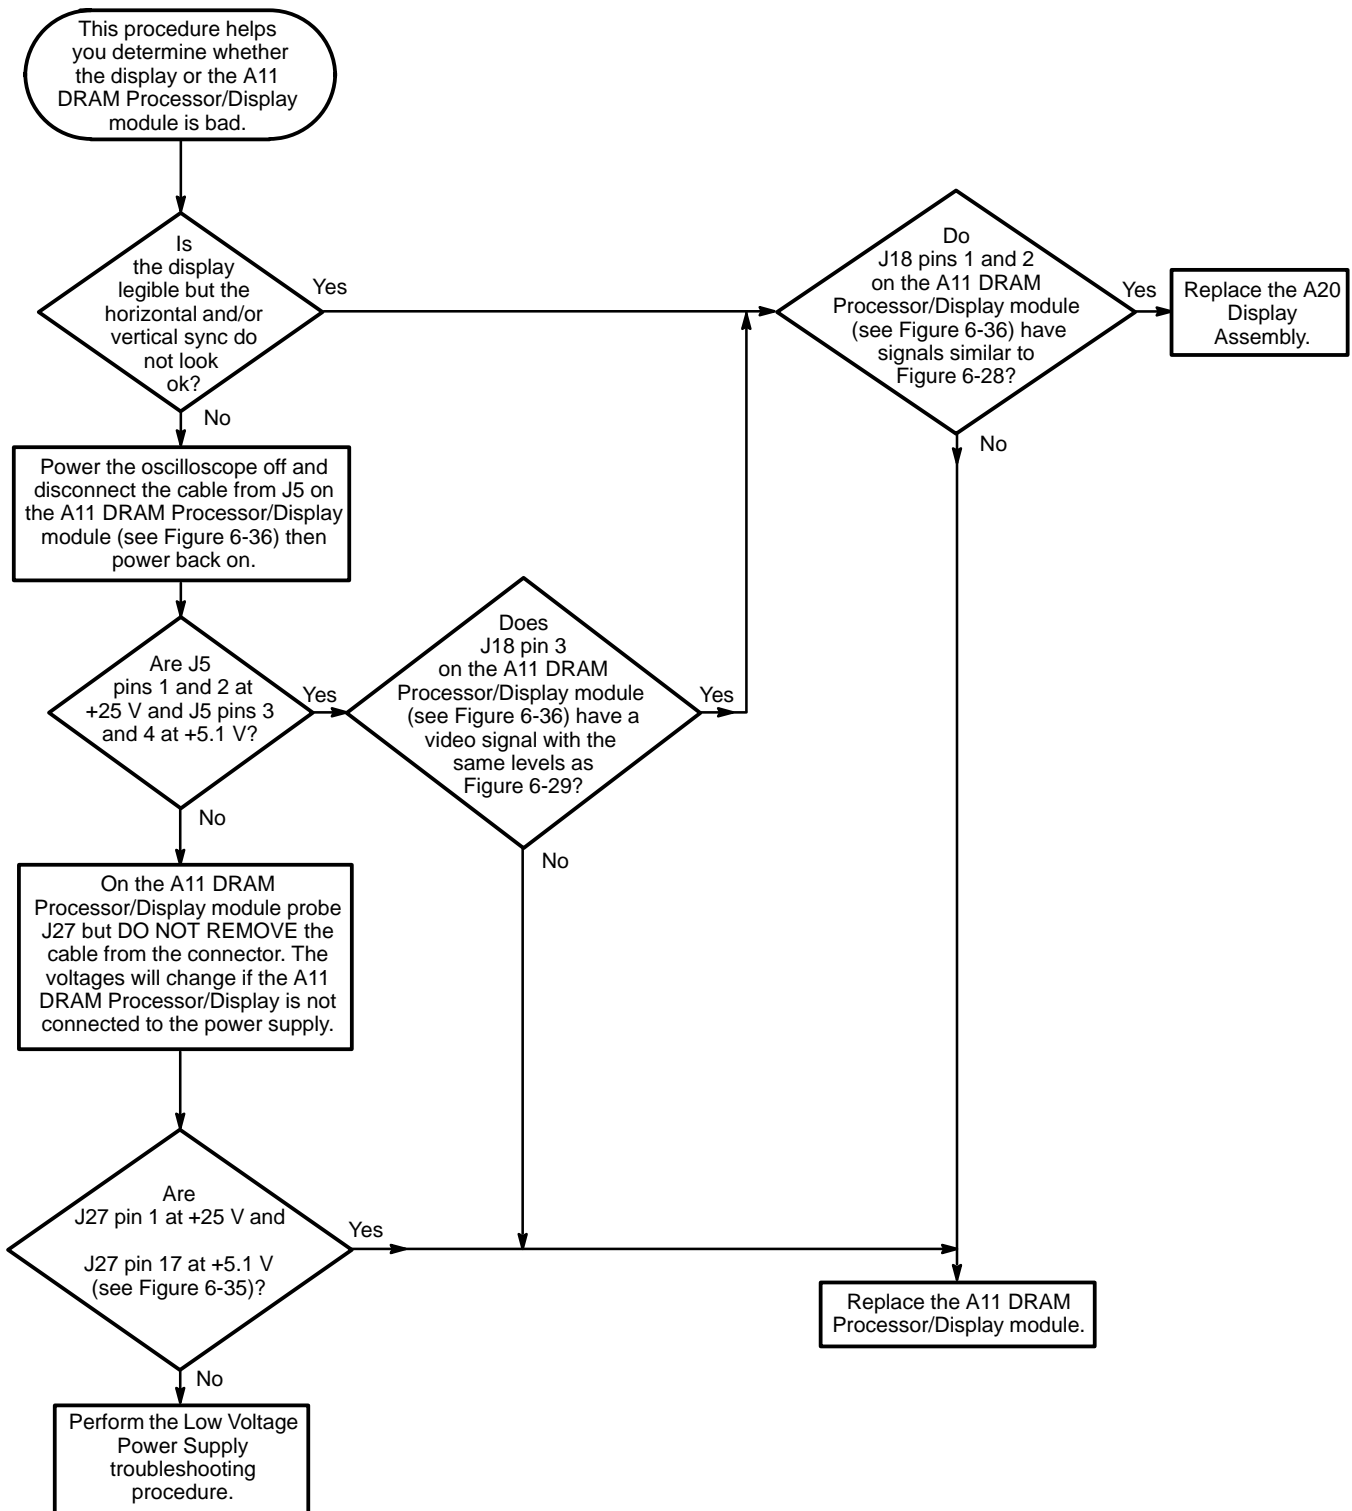 This procedure helps
you determine whether
the display or the A11
DRAM Processor/Display
module is bad.
Is
the display
legible but the
horizontal and/or
vertical sync do
not look
ok?
Yes
No
Do
J18 pins 1 and 2
on the A11 DRAM
Processor/Display module
(see Figure 6-36) have
signals similar to
Figure 6-28?
Yes
No
Replace the A20
Display
Assembly.
Power the oscilloscope off and
disconnect the cable from J5 on
the A11 DRAM Processor/Display
module (see Figure 6-36) then
power back on.
Are J5
pins 1 and 2 at
+25 V and J5 pins 3
and 4 at +5.1 V?
Yes
No
Does
J18 pin 3
on the A11 DRAM
Processor/Display module
(see Figure 6-36) have a
video signal with the
same levels as
Figure 6-29?
Yes
No
On the A11 DRAM
Processor/Display module probe
J27 but DO NOT REMOVE the
cable from the connector. The
voltages will change if the A11
DRAM Processor/Display is not
connected to the power supply.
Are
J27 pin 1 at +25 V and
J27 pin 17 at +5.1 V
(see Figure 6-35)?
Yes
No
Replace the A11 DRAM
Processor/Display module.
Perform the Low Voltage
Power Supply
troubleshooting
procedure.